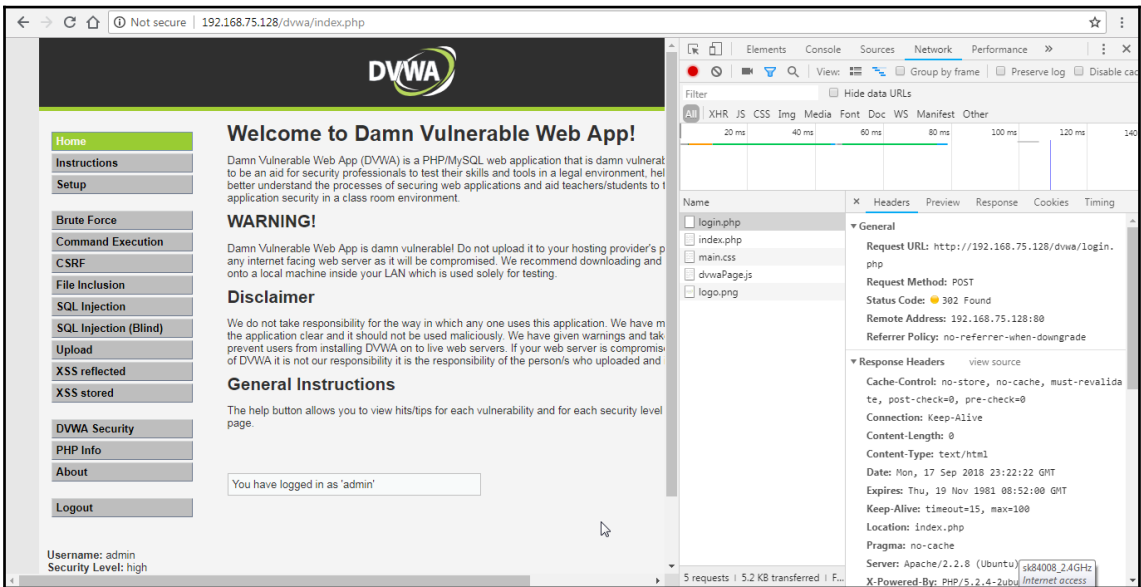 Not secure | 192.168.75.128/dvwa/index.php
DVWA
Home
Instructions
Setup
Brute Force
Command Execution
CSRF
File Inclusion
SQL Injection
SQL Injection (Blind)
Upload
XSS reflected
XSS stored
DVWA Security
PHP Info
About
Logout
Username: admin
Security Level: high
Welcome to Damn Vulnerable Web App!
Damn Vulnerable Web App (DVWA) is a PHP/MySQL web application that is damn vulnerab
to be an aid for security professionals to test their skills and tools in a legal environment, hel
better understand the processes of securing web applications and aid teachers/students to t
application security in a class room environment.
WARNING!
Damn Vulnerable Web App is damn vulnerable! Do not upload it to your hosting provider's p
any internet facing web server as it will be compromised. We recommend downloading and
onto a local machine inside your LAN which is used solely for testing.
Disclaimer
We do not take responsibility for the way in which any one uses this application. We have m
the application clear and it should not be used maliciously. We have given warnings and tak
prevent users from installing DVWA on to live web servers. If your web server is compromis
of DVWA it is not our responsibility it is the responsibility of the person/s who uploaded and
General Instructions
The help button allows you to view hits/tips for each vulnerability and for each security level
page.
You have logged in as 'admin'
Elements Console Sources Network Performance »
View: Group by frame Preserve log Disable cac
Filter Hide data URLs
All XHR JS CSS Img Media Font Doc WS Manifest Other
20 ms 40 ms 60 ms 80 ms 100 ms 120 ms 140
Name
login.php
index.php
main.css
dvwaPage.js
logo.png
5 requests | 5.2 KB transferred | F...
× Headers Preview Response Cookies Timing
General
Request URL: http://192.168.75.128/dvwa/login.
php
Request Method: POST
Status Code: 302 Found
Remote Address: 192.168.75.128:80
Referrer Policy: no-referrer-when-downgrade
Response Headers view source
Cache-Control: no-store, no-cache, must-revalida
te, post-check=0, pre-check=0
Connection: Keep-Alive
Content-Length: 0
Content-Type: text/html
Date: Mon, 17 Sep 2018 23:22:22 GMT
Expires: Thu, 19 Nov 1981 08:52:00 GMT
Keep-Alive: timeout=15, max=100
Location: index.php
Pragma: no-cache
Server: Apache/2.2.8 (Ubuntu)
X-Powered-By: PHP/5.2.4-2ubu
sk84008_2.4GHz
Internet access